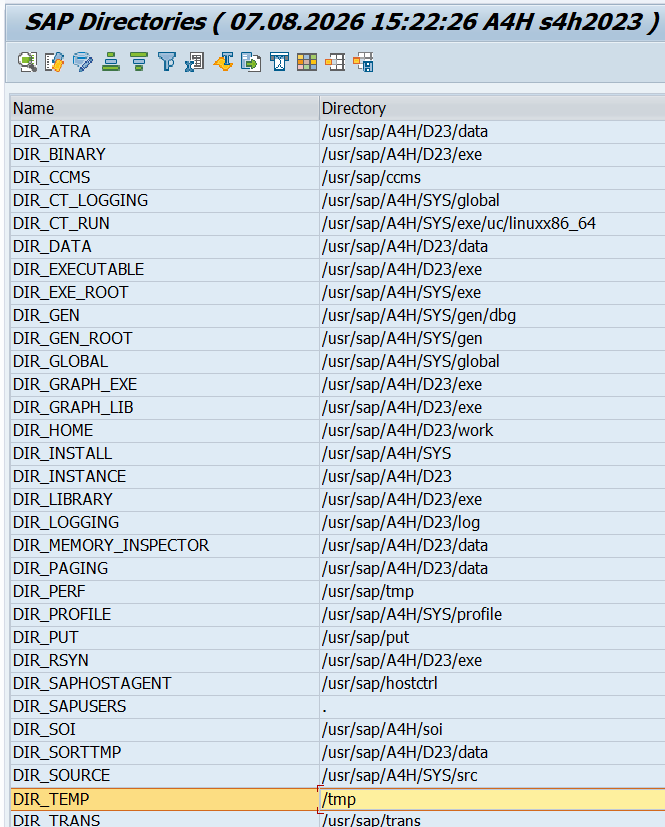 SAP Directories ( 07.08.2026 15:22:26 A4H s4h2023 )
Name Directory
DIR_ATRA /usr/sap/A4H/D23/data
DIR_BINARY /usr/sap/A4H/D23/exe
DIR_CCMS /usr/sap/ccms
DIR_CT_LOGGING /usr/sap/A4H/SYS/global
DIR_CT_RUN /usr/sap/A4H/SYS/exe/uc/linuxx86_64
DIR_DATA /usr/sap/A4H/D23/data
DIR_EXECUTABLE /usr/sap/A4H/D23/exe
DIR_EXE_ROOT /usr/sap/A4H/SYS/exe
DIR_GEN /usr/sap/A4H/SYS/gen/dbg
DIR_GEN_ROOT /usr/sap/A4H/SYS/gen
DIR_GLOBAL /usr/sap/A4H/SYS/global
DIR_GRAPH_EXE /usr/sap/A4H/D23/exe
DIR_GRAPH_LIB /usr/sap/A4H/D23/exe
DIR_HOME /usr/sap/A4H/D23/work
DIR_INSTALL /usr/sap/A4H/SYS
DIR_INSTANCE /usr/sap/A4H/D23
DIR_LIBRARY /usr/sap/A4H/D23/exe
DIR_LOGGING /usr/sap/A4H/D23/log
DIR_MEMORY_INSPECTOR /usr/sap/A4H/D23/data
DIR_PAGING /usr/sap/A4H/D23/data
DIR_PERF /usr/sap/tmp
DIR_PROFILE /usr/sap/A4H/SYS/profile
DIR_PUT /usr/sap/put
DIR_RSYN /usr/sap/A4H/D23/exe
DIR_SAPHOSTAGENT /usr/sap/hostctrl
DIR_SAPUSERS .
DIR_SOI /usr/sap/A4H/soi
DIR_SORTTMP /usr/sap/A4H/D23/data
DIR_SOURCE /usr/sap/A4H/SYS/src
DIR_TEMP /tmp
DIR_TRANS /usr/sap/trans